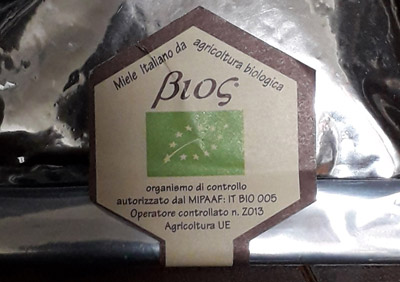 Miele Italiano da agricoltura biologica
βιος
organismo di controllo
autorizzato dal MIPAAF: IT BIO 005
Operatore controllato n. Z013
Agricoltura UE